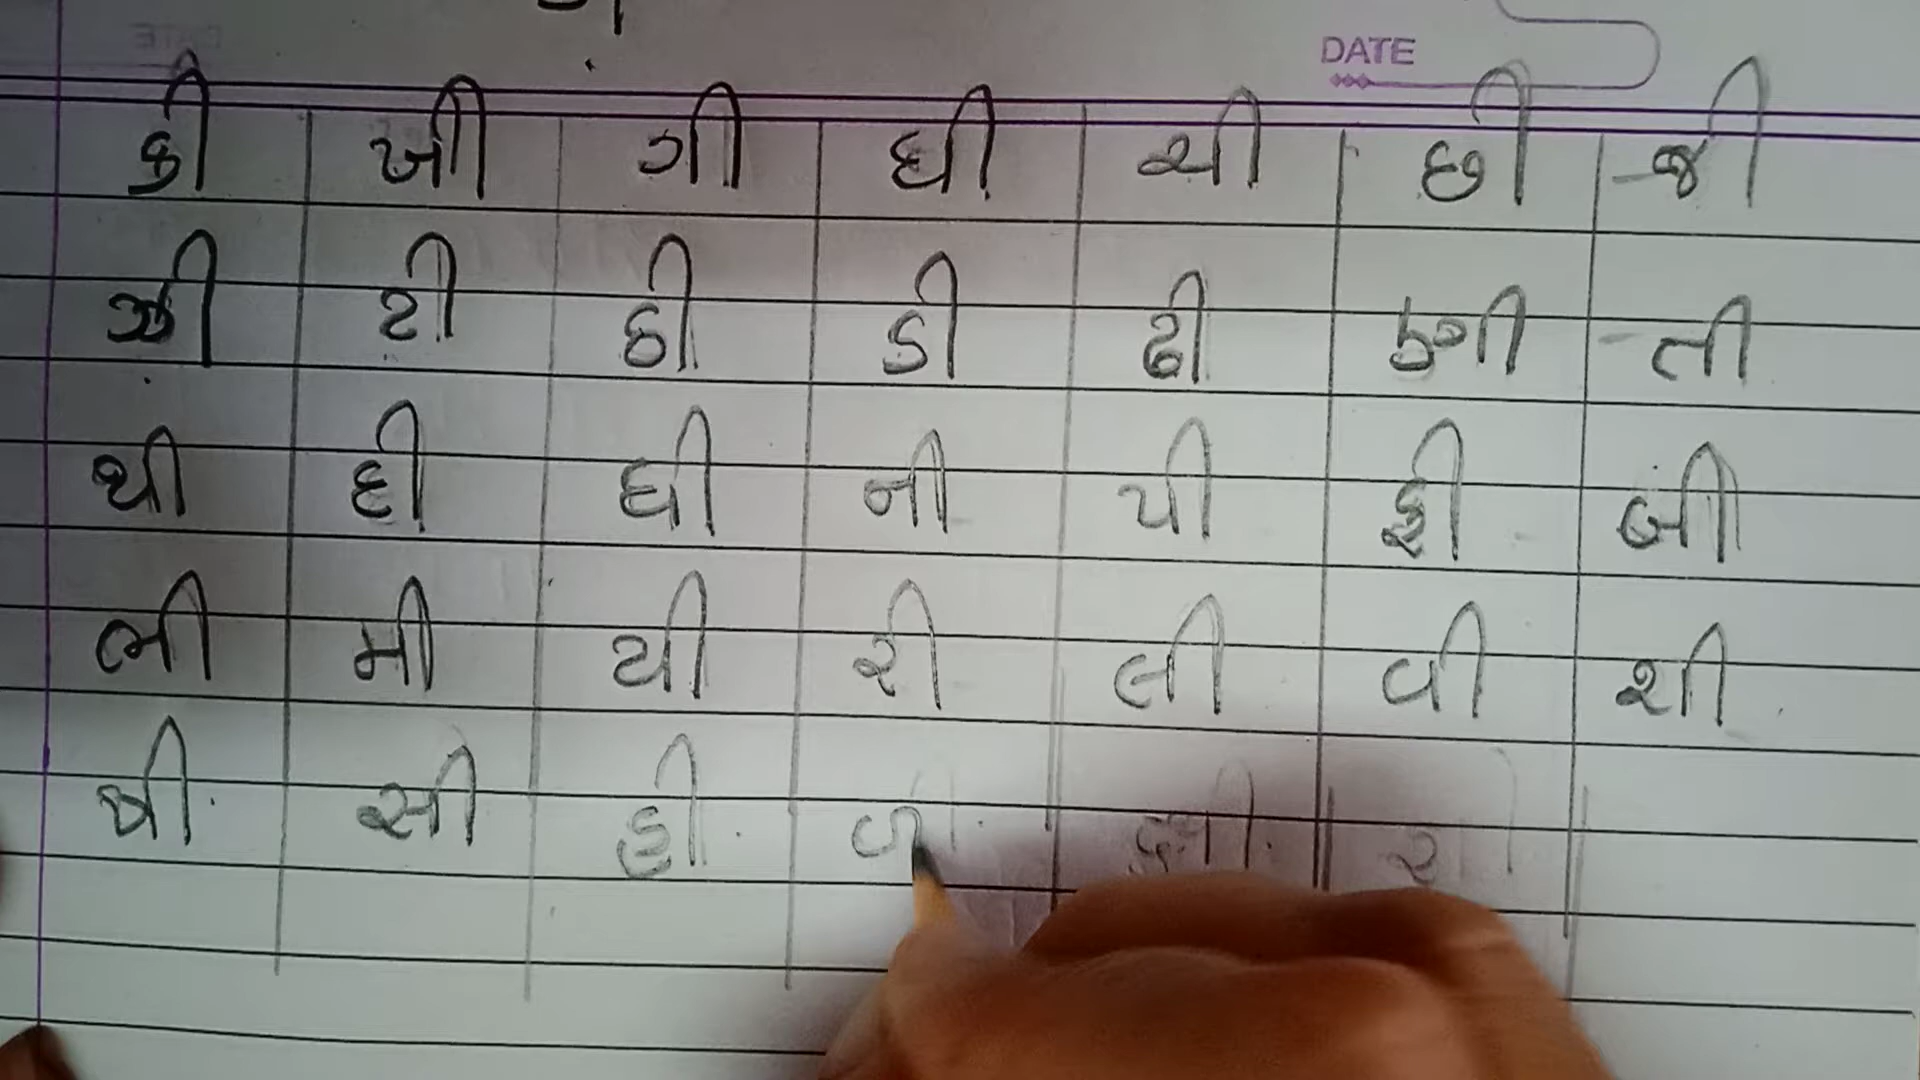 DATE
કી ખી ગી ઘી ચી છી જી
ઝી ટી ઠી ડી ઢી ણી તી
થી દી ધી ની પી ફી બી
ભી મી યી રી લી વી શી
ષી સી હી ળી ક્ષી